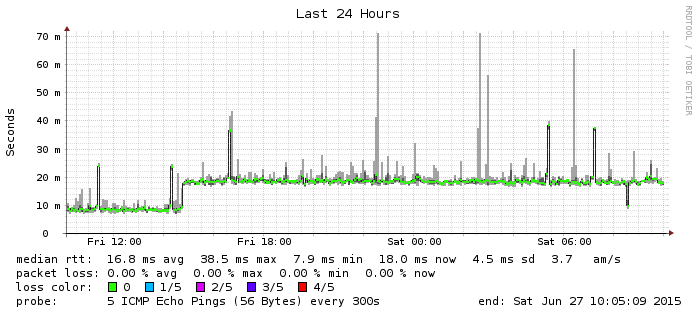 Last 24 Hours
RRDTOOL / TOBI OETIKER
Seconds
70 m
60 m
50 m
40 m
30 m
20 m
10 m
0
Fri 12:00 Fri 18:00 Sat 00:00 Sat 06:00
median rtt: 16.8 ms avg 38.5 ms max 7.9 ms min 18.0 ms now 4.5 ms sd 3.7 am/s
packet loss: 0.00 % avg 0.00 % max 0.00 % min 0.00 % now
loss color: 0 1/5 2/5 3/5 4/5
probe: 5 ICMP Echo Pings (56 Bytes) every 300s end: Sat Jun 27 10:05:09 2015